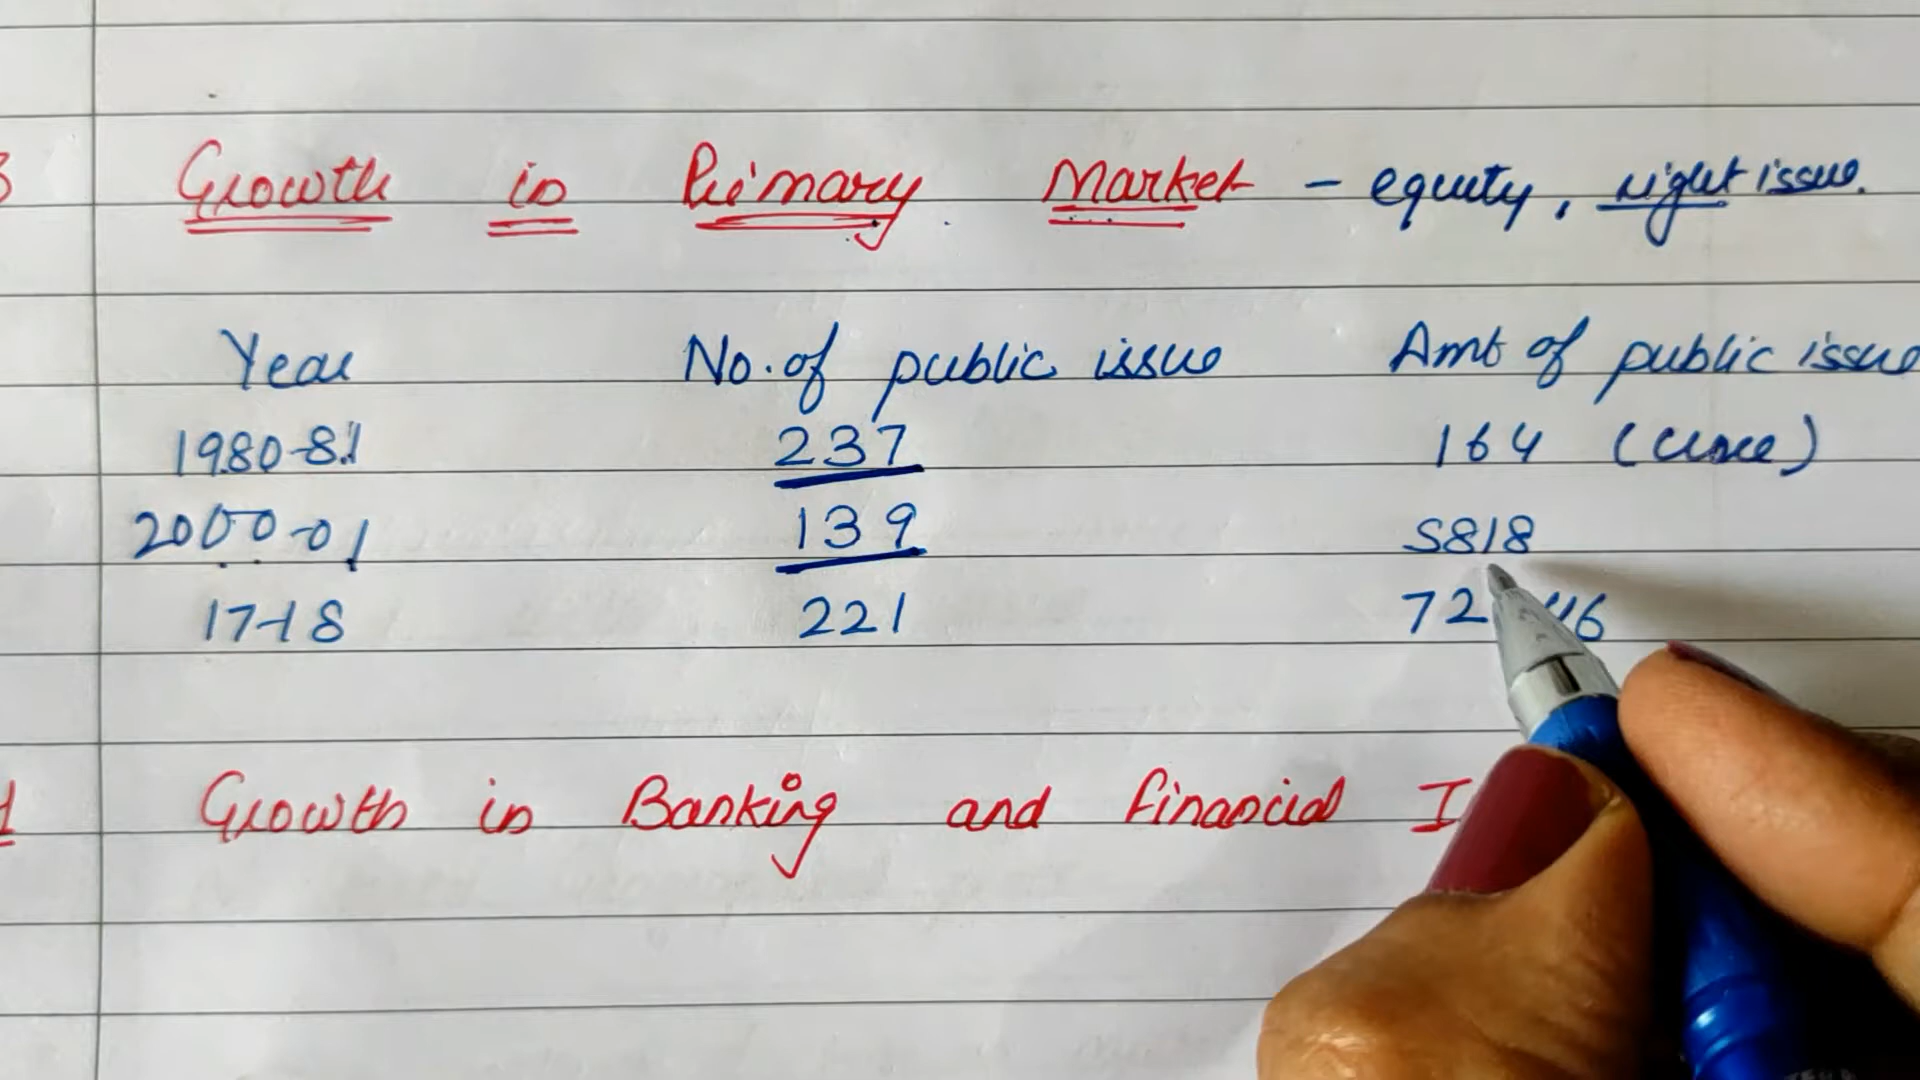 3 Growth in Primary Market - equity, right issue.
Year No. of public issue Amt of public issue
1980-81 237 164 (crore)
2000-01 139 5818
17-18 221
Growth in Banking and Financial I